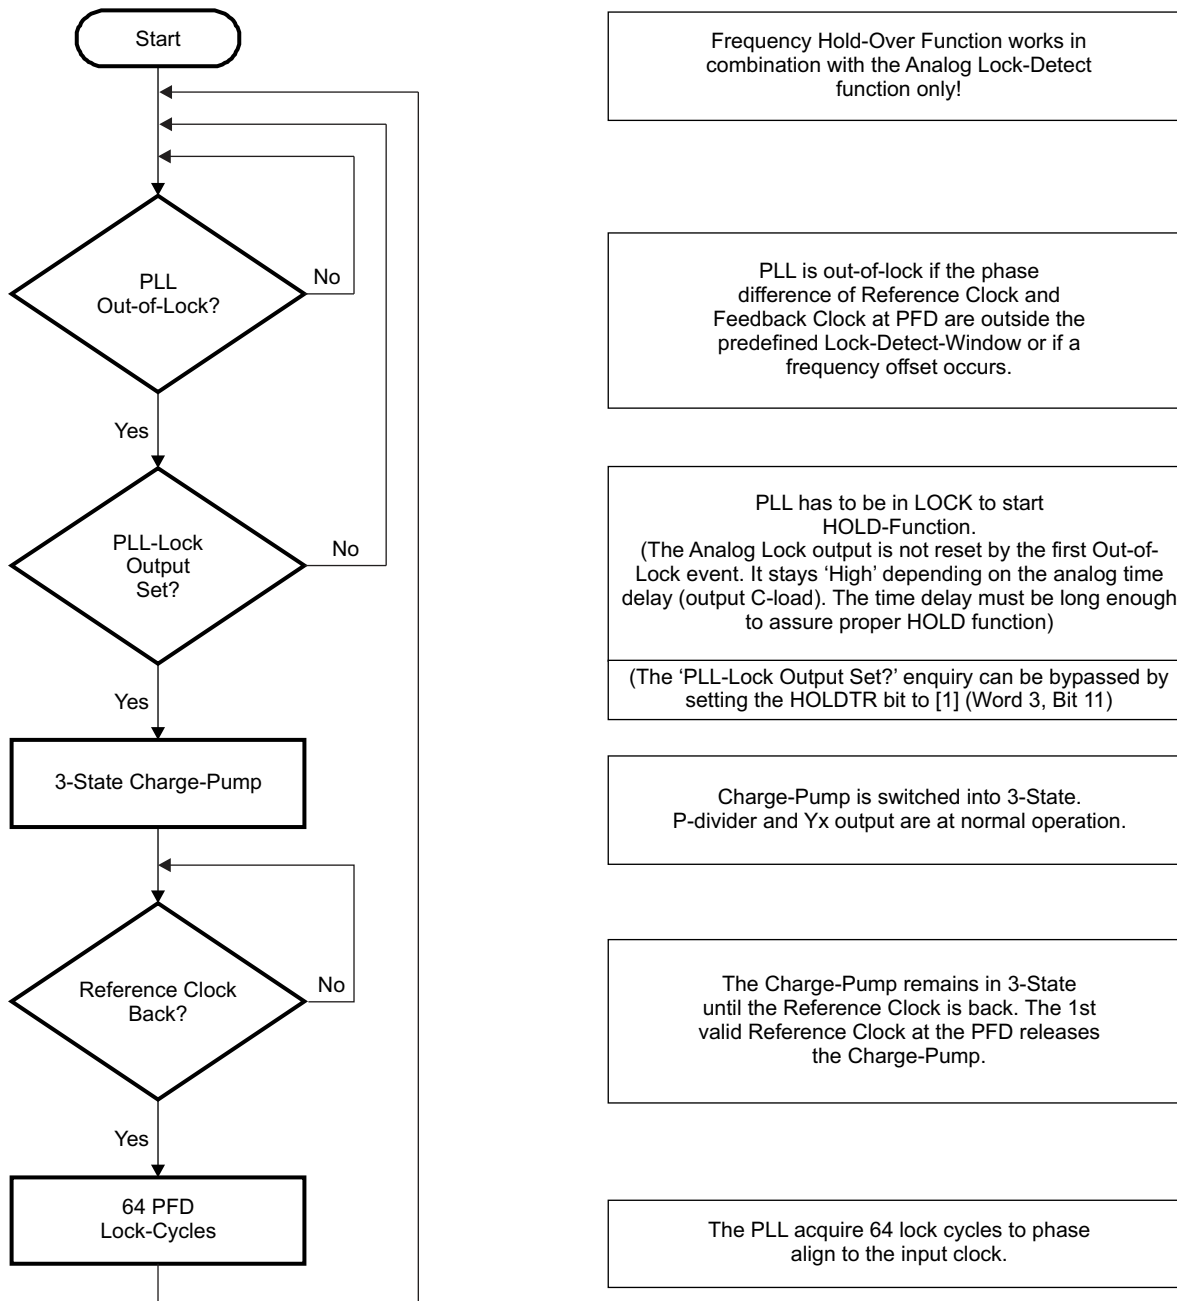 Start
Frequency Hold-Over Function works in
combination with the Analog Lock-Detect
function only!
PLL
Out-of-Lock?
No
Yes
PLL is out-of-lock if the phase
difference of Reference Clock and
Feedback Clock at PFD are outside the
predefined Lock-Detect-Window or if a
frequency offset occurs.
PLL-Lock
Output
Set?
No
Yes
PLL has to be in LOCK to start
HOLD-Function.
(The Analog Lock output is not reset by the first Out-of-
Lock event. It stays ‘High’ depending on the analog time
delay (output C-load). The time delay must be long enough
to assure proper HOLD function)
(The ‘PLL-Lock Output Set?’ enquiry can be bypassed by
setting the HOLDTR bit to [1] (Word 3, Bit 11)
3-State Charge-Pump
Charge-Pump is switched into 3-State.
P-divider and Yx output are at normal operation.
Reference Clock
Back?
No
Yes
The Charge-Pump remains in 3-State
until the Reference Clock is back. The 1st
valid Reference Clock at the PFD releases
the Charge-Pump.
64 PFD
Lock-Cycles
The PLL acquire 64 lock cycles to phase
align to the input clock.